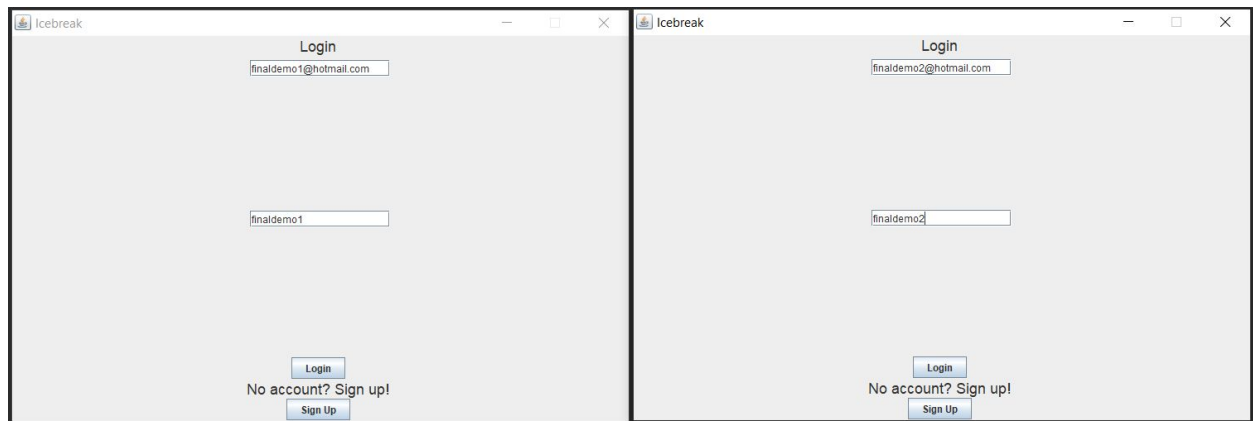 Icebreak
Login
finaldemo1@hotmail.com
finaldemo1
Login
No account? Sign up!
Sign Up
Icebreak
Login
finaldemo2@hotmail.com
finaldemo2
Login
No account? Sign up!
Sign Up